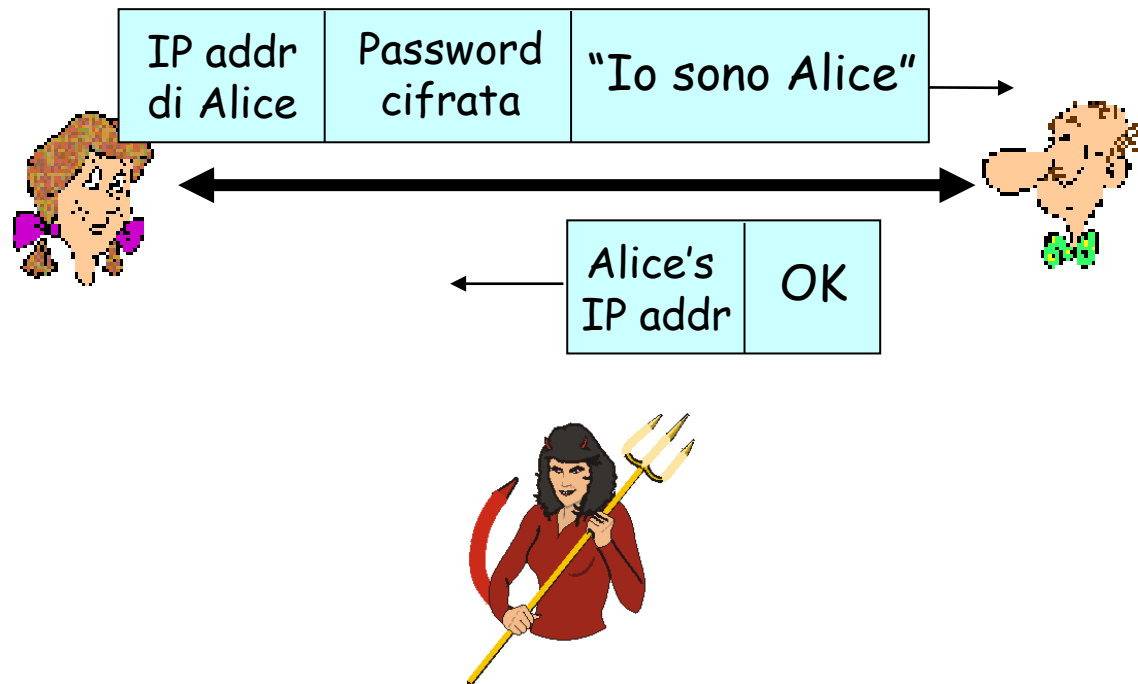 IP addr
di Alice
Password
cifrata
“Io sono Alice”
Alice’s
IP addr
OK